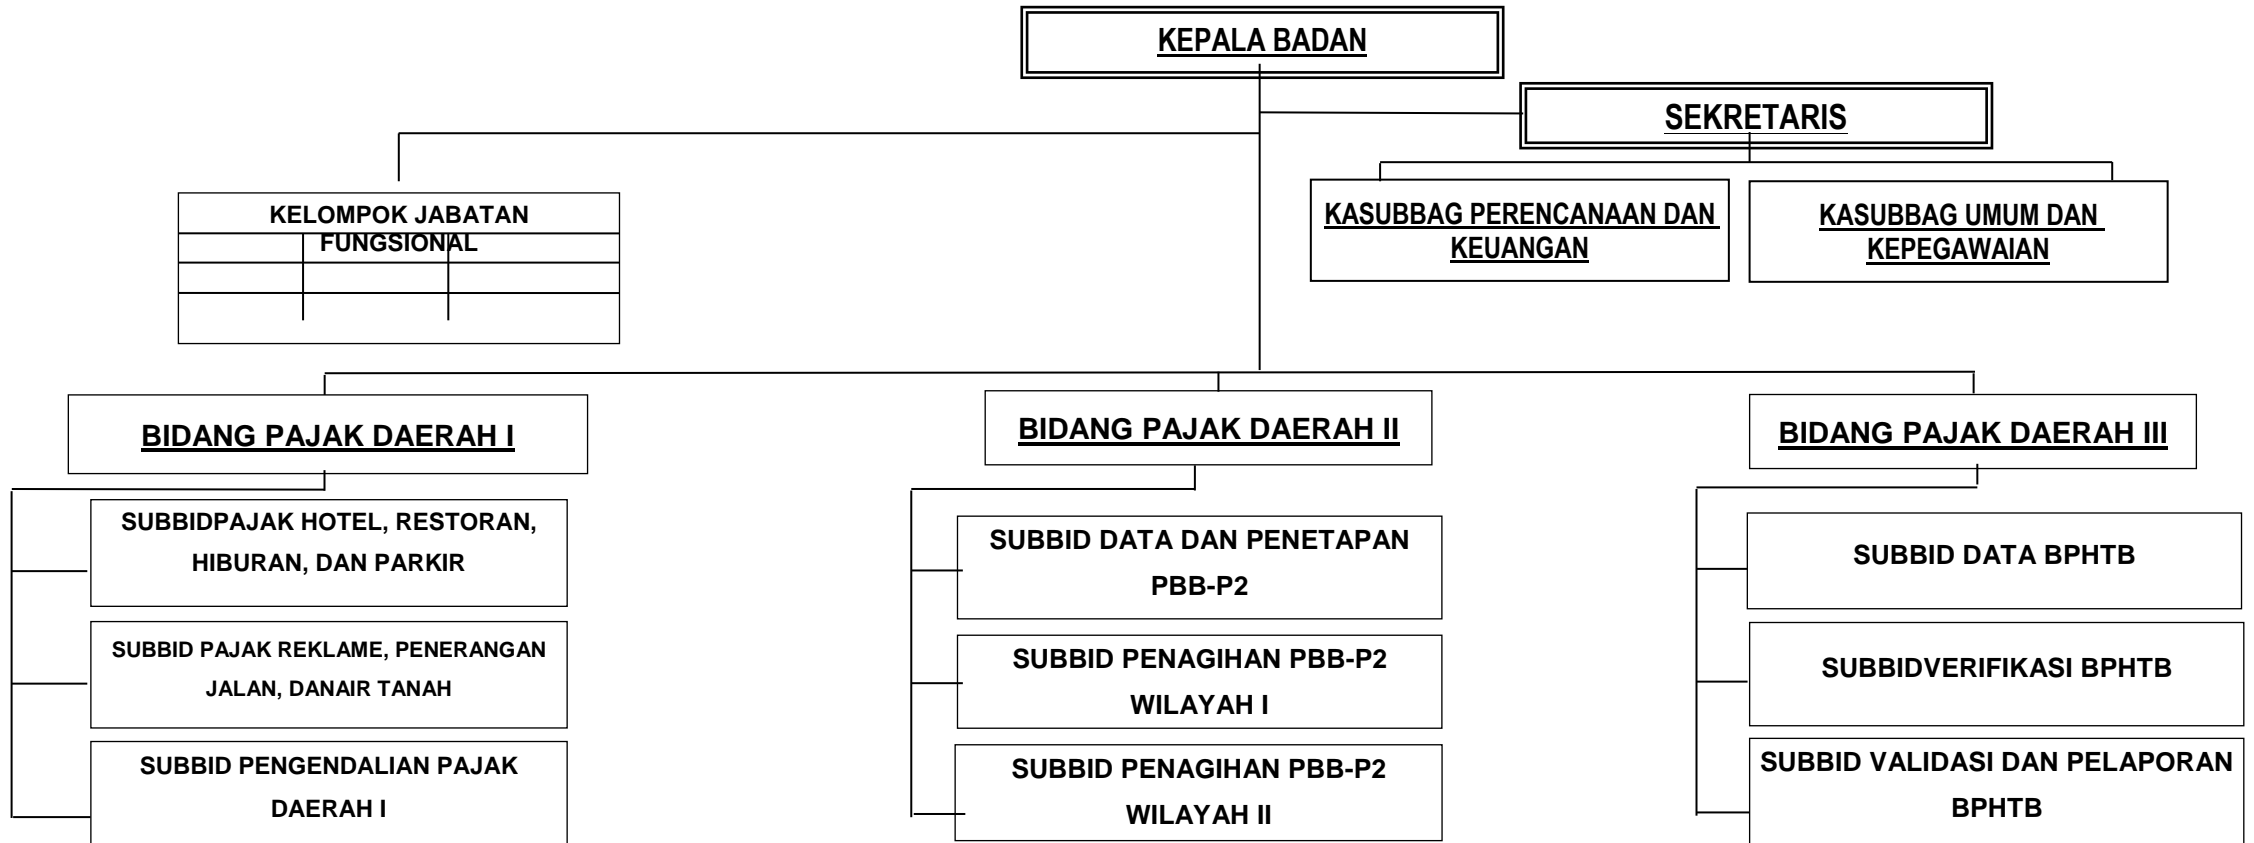 KEPALA BADAN
SEKRETARIS
KELOMPOK JABATAN
FUNGSIONAL
KASUBBAG PERENCANAAN DAN
KEUANGAN
KASUBBAG UMUM DAN
KEPEGAWAIAN
BIDANG PAJAK DAERAH I
SUBBIDPAJAK HOTEL, RESTORAN,
HIBURAN, DAN PARKIR
SUBBID PAJAK REKLAME, PENERANGAN
JALAN, DANAIR TANAH
SUBBID PENGENDALIAN PAJAK
DAERAH I
BIDANG PAJAK DAERAH II
SUBBID DATA DAN PENETAPAN
PBB-P2
SUBBID PENAGIHAN PBB-P2
WILAYAH I
SUBBID PENAGIHAN PBB-P2
WILAYAH II
BIDANG PAJAK DAERAH III
SUBBID DATA BPHTB
SUBBIDVERIFIKASI BPHTB
SUBBID VALIDASI DAN PELAPORAN
BPHTB